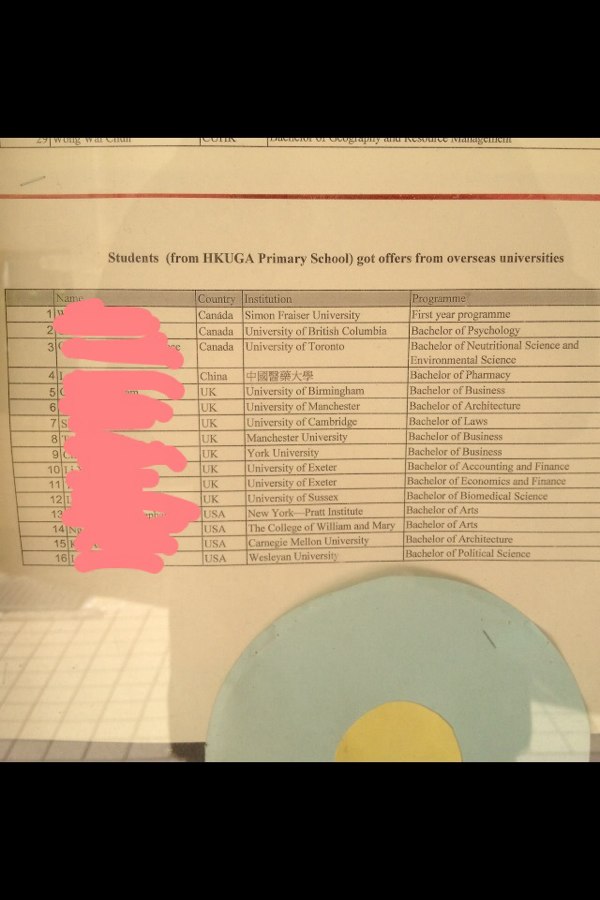 29 Wong Wai Chun CUHK Bachelor of Geography and Resource Management
Students (from HKUGA Primary School) got offers from overseas universities
Name Country Institution Programme
1 Canada Simon Fraiser University First year programme
2 Canada University of British Columbia Bachelor of Psychology
3 Canada University of Toronto Bachelor of Neutritional Science and
Environmental Science
4 China 中國醫藥大學 Bachelor of Pharmacy
5 UK University of Birmingham Bachelor of Business
6 UK University of Manchester Bachelor of Architecture
7 UK University of Cambridge Bachelor of Laws
8 UK Manchester University Bachelor of Business
9 UK York University Bachelor of Business
10 UK University of Exeter Bachelor of Accounting and Finance
11 UK University of Exeter Bachelor of Economics and Finance
12 UK University of Sussex Bachelor of Biomedical Science
13 USA New York—Pratt Institute Bachelor of Arts
14 USA The College of William and Mary Bachelor of Arts
15 USA Carnegie Mellon University Bachelor of Architecture
16 USA Wesleyan University Bachelor of Political Science